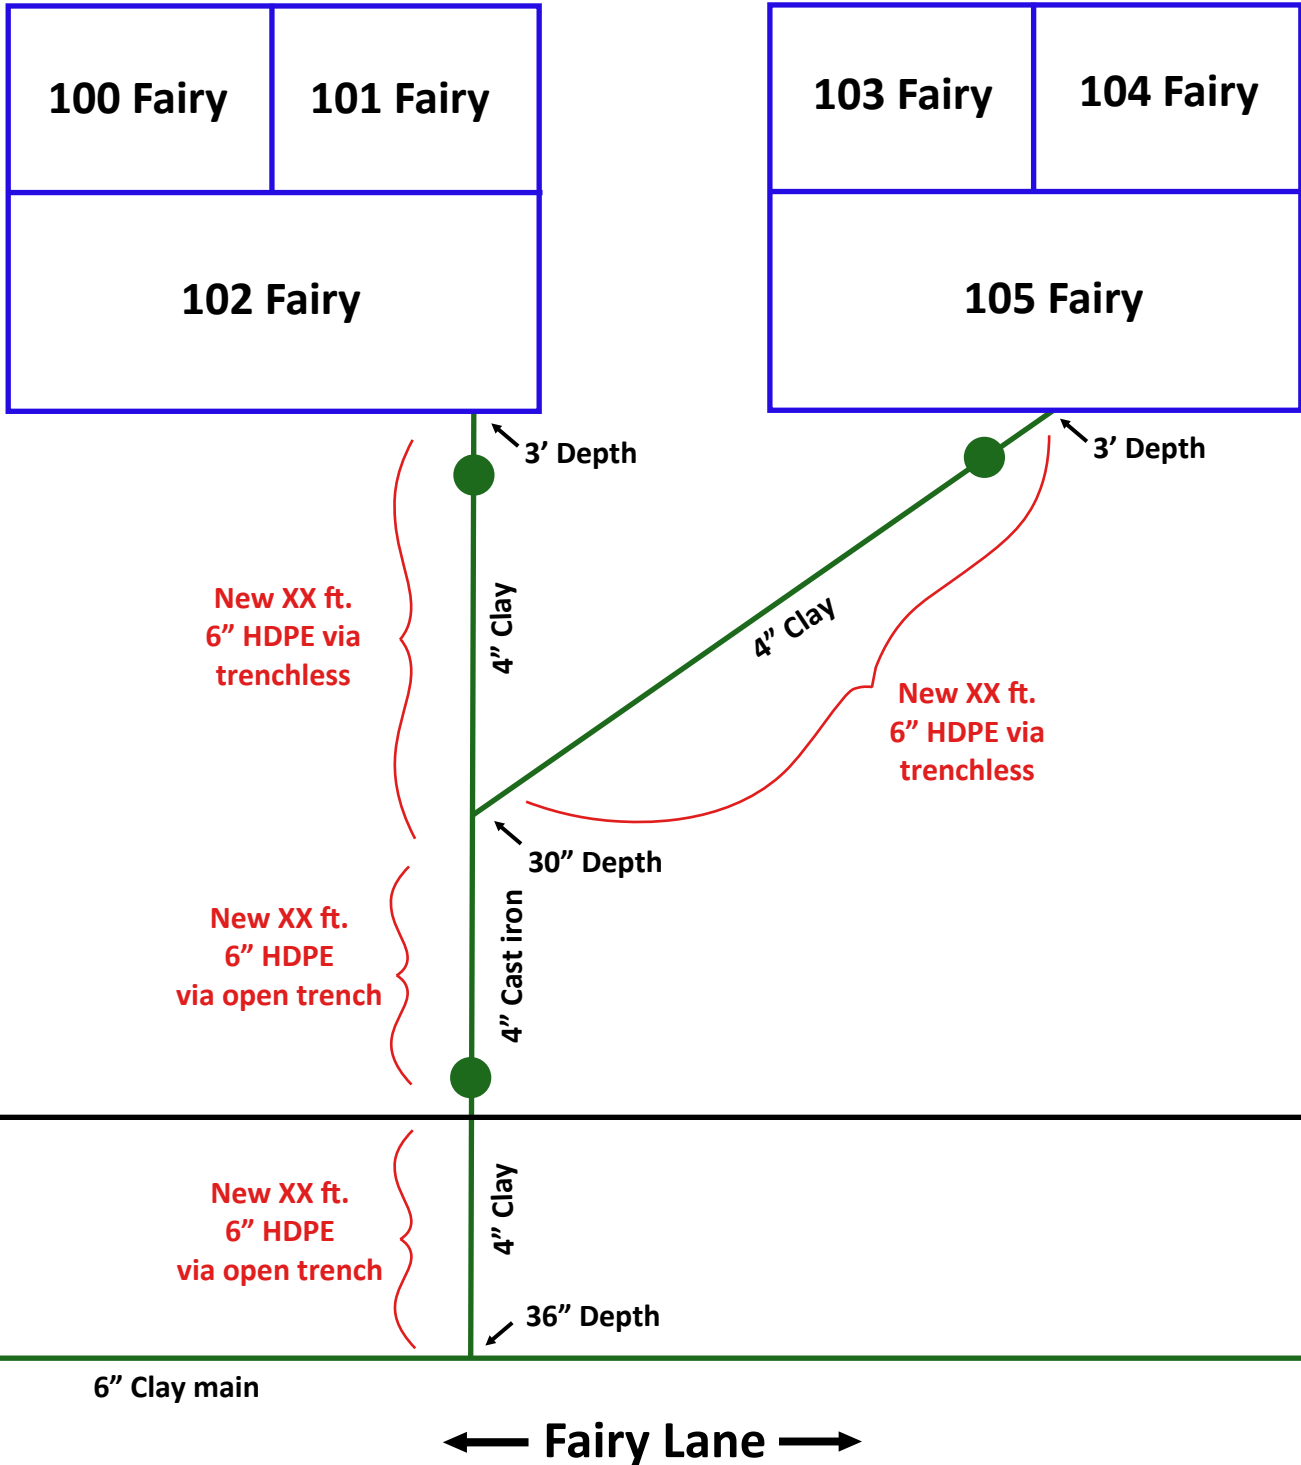 100 Fairy
101 Fairy
103 Fairy
104 Fairy
102 Fairy
105 Fairy
3’ Depth
3’ Depth
New XX ft.
6” HDPE via
trenchless
4” Clay
4” Clay
New XX ft.
6” HDPE via
trenchless
30” Depth
New XX ft.
6” HDPE
via open trench
4” Cast iron
New XX ft.
6” HDPE
via open trench
4” Clay
36” Depth
6” Clay main
Fairy Lane